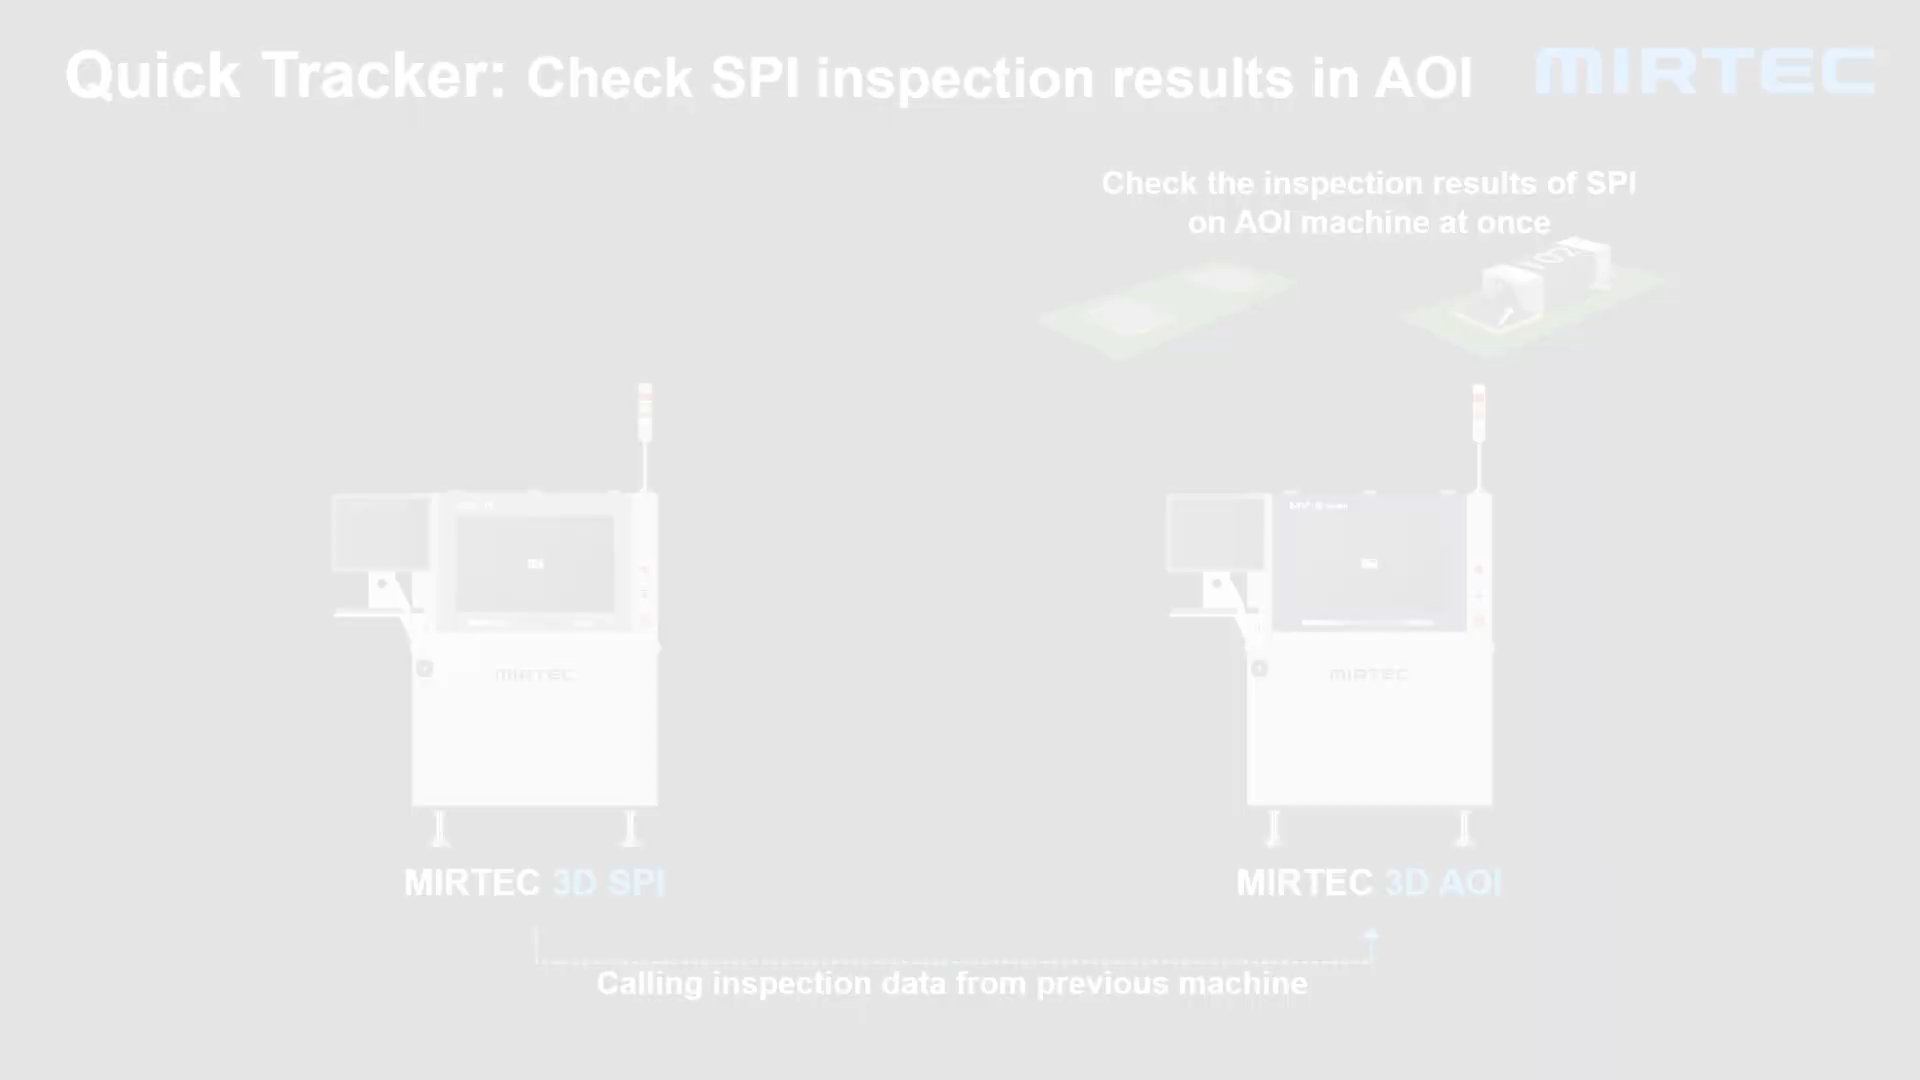 Quick Tracker: Check SPI inspection results in AOI
MIRTEC
Check the inspection results of SPI
on AOI machine at once
MIRTEC
MIRTEC
MIRTEC 3D SPI
MIRTEC 3D AOI
Calling inspection data from previous machine